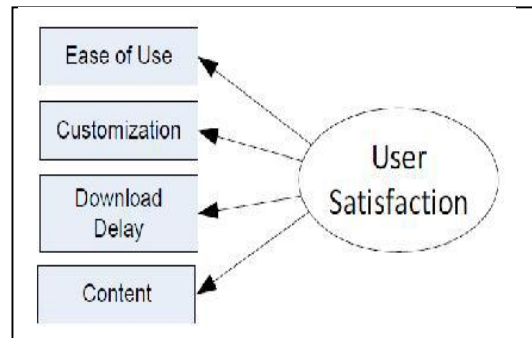 Ease of Use
Customization
Download
Delay
Content
User
Satisfaction